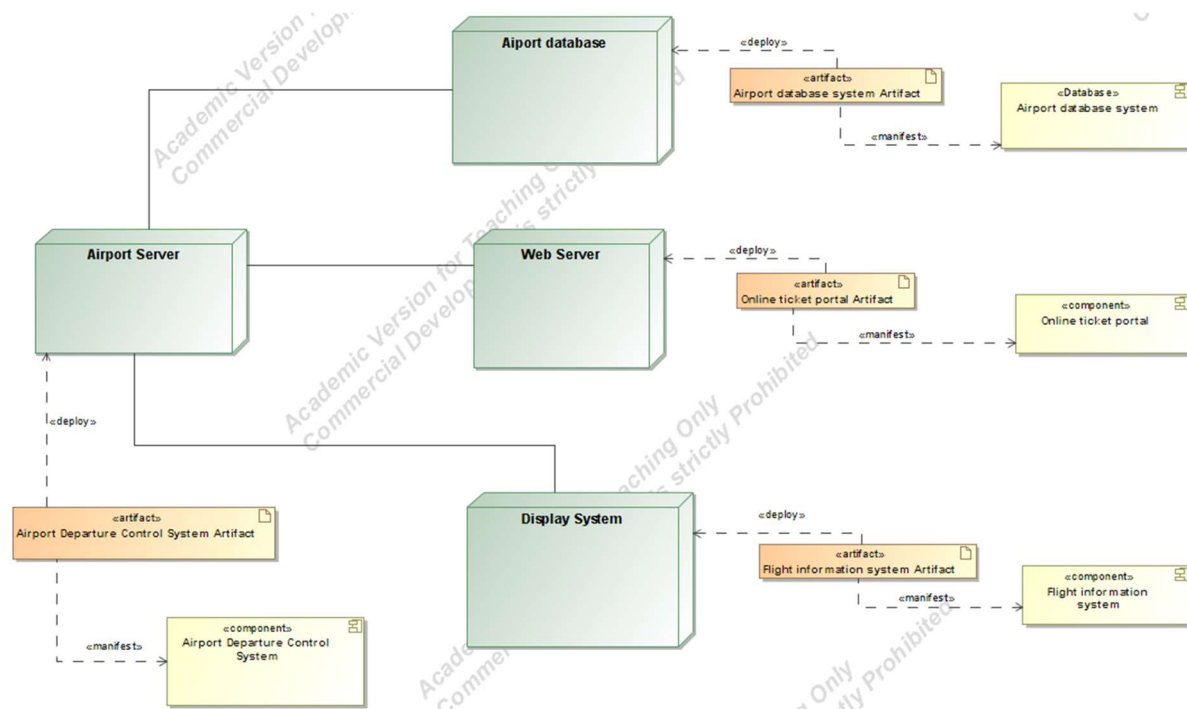 Aiport database
«deploy»
«artifact»
Airport database system Artifact
«Database»
Airport database system
«manifest»
Airport Server
Web Server
«deploy»
«artifact»
Online ticket portal Artifact
«component»
Online ticket portal
«manifest»
«deploy»
Display System
«deploy»
«artifact»
Airport Departure Control System Artifact
«artifact»
Flight information system Artifact
«component»
Flight information
system
«manifest»
«component»
Airport Departure Control
System
«manifest»
Academic Version for Teaching Only
Commercial Development is strictly Prohibited